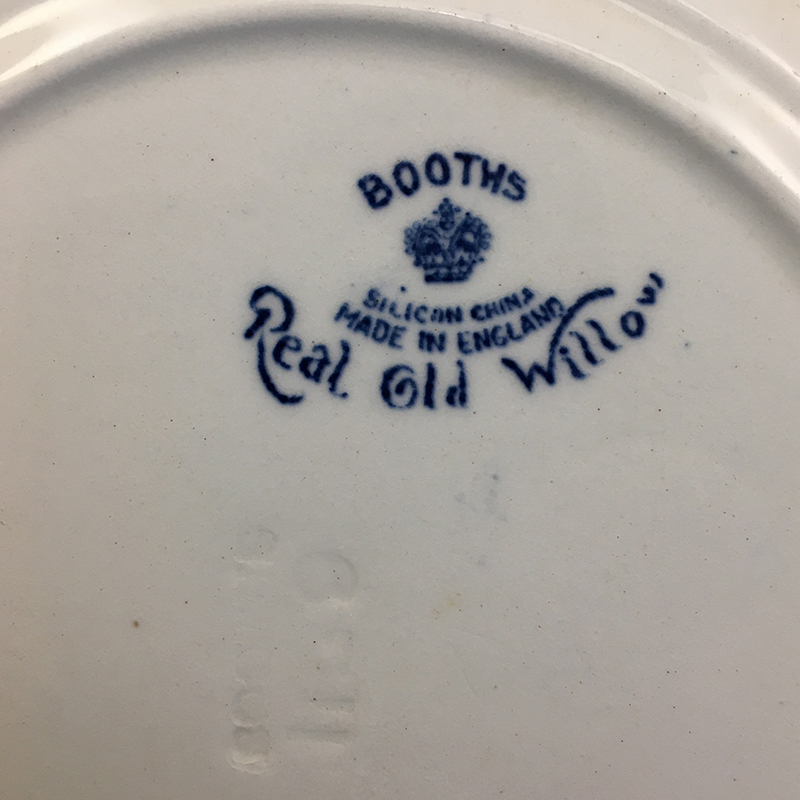 BOOTHS
SILICON CHINA
MADE IN ENGLAND
Real Old Willow